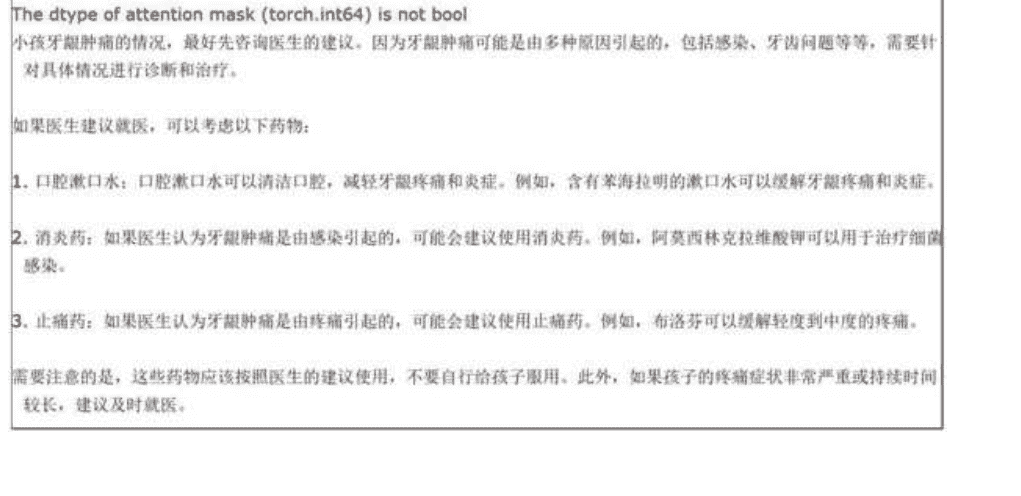 The dtype of attention mask (torch.int64) is not bool
小孩牙龈肿痛的情况，最好先咨询医生的建议。因为牙龈肿痛可能是由多种原因引起的，包括感染、牙齿问题等等，需要针
对具体情况进行诊断和治疗。
如果医生建议就医，可以考虑以下药物：
1. 口腔漱口水：口腔漱口水可以清洁口腔，减轻牙龈疼痛和炎症。例如，含有苯海拉明的漱口水可以缓解牙龈疼痛和炎症。
2. 消炎药：如果医生认为牙龈肿痛是由感染引起的，可能会建议使用消炎药。例如，阿莫西林克拉维酸钾可以用于治疗细菌
感染。
3. 止痛药：如果医生认为牙龈肿痛是由疼痛引起的，可能会建议使用止痛药。例如，布洛芬可以缓解轻度到中度的疼痛。
需要注意的是，这些药物应该按照医生的建议使用，不要自行给孩子服用。此外，如果孩子的疼痛症状非常严重或持续时间
较长，建议及时就医。